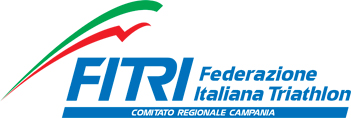 FITRI
Federazione
Italiana Triathlon
COMITATO REGIONALE CAMPANIA